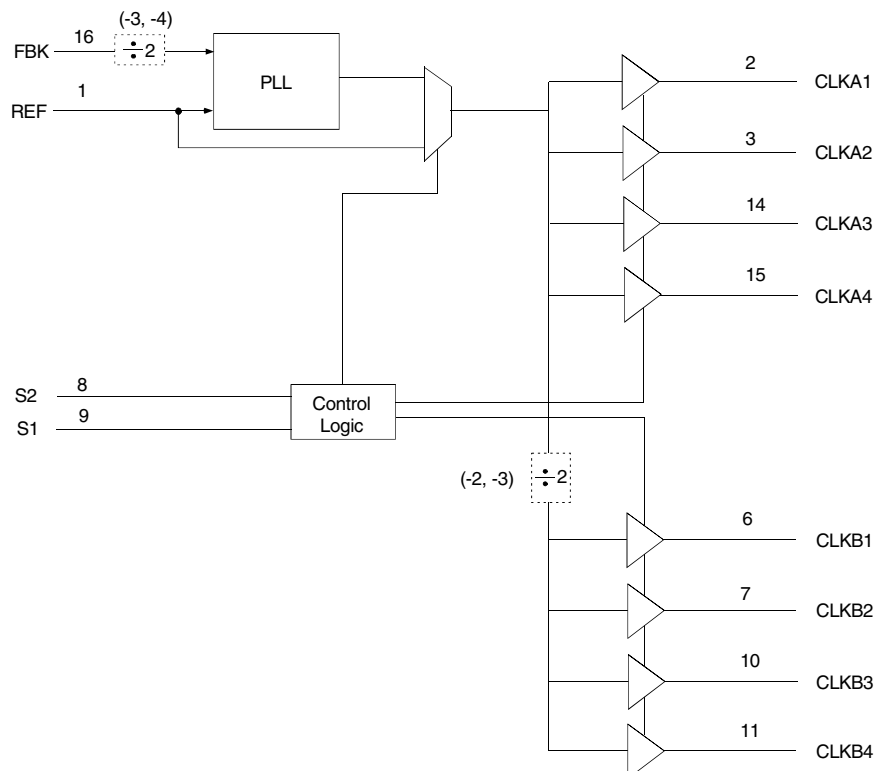 (-3, -4)
FBK 16 ÷2
PLL
REF 1
2 CLKA1
3 CLKA2
14 CLKA3
15 CLKA4
S2 8
S1 9
Control
Logic
(-2, -3) ÷2
6 CLKB1
7 CLKB2
10 CLKB3
11 CLKB4